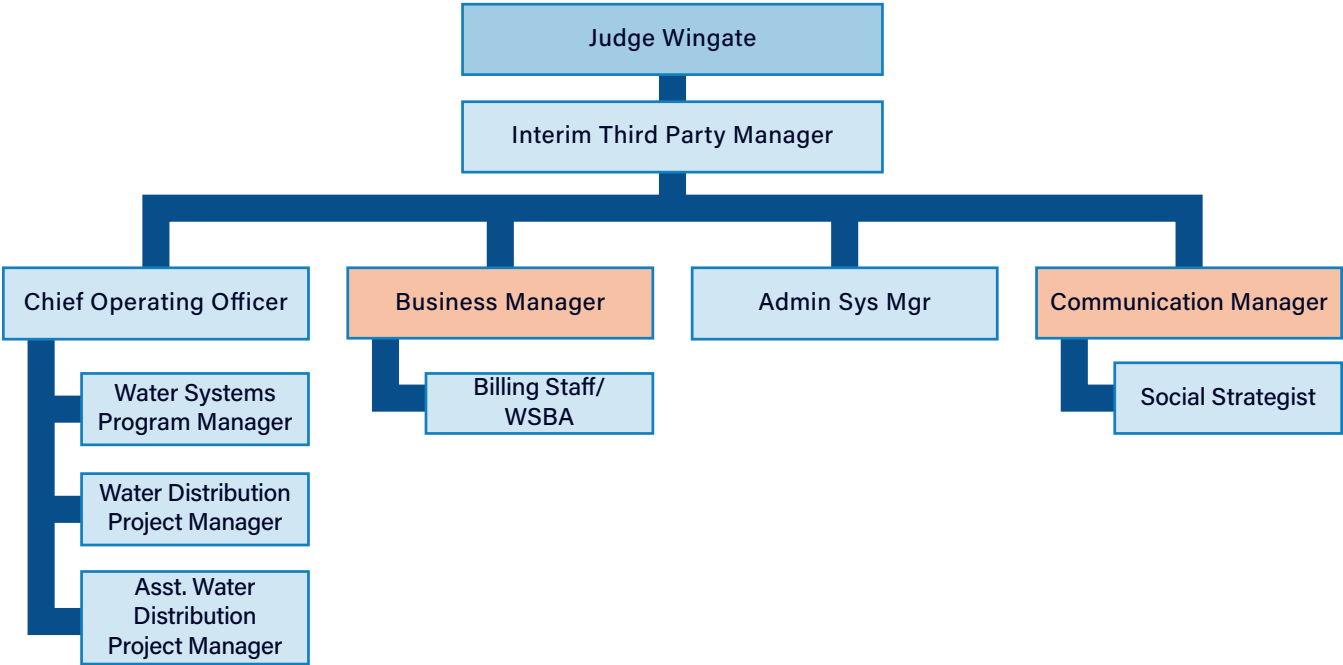 Judge Wingate
Interim Third Party Manager
Chief Operating Officer
Business Manager
Admin Sys Mgr
Communication Manager
Water Systems
Program Manager
Billing Staff/
WSBA
Social Strategist
Water Distribution
Project Manager
Asst. Water
Distribution
Project Manager